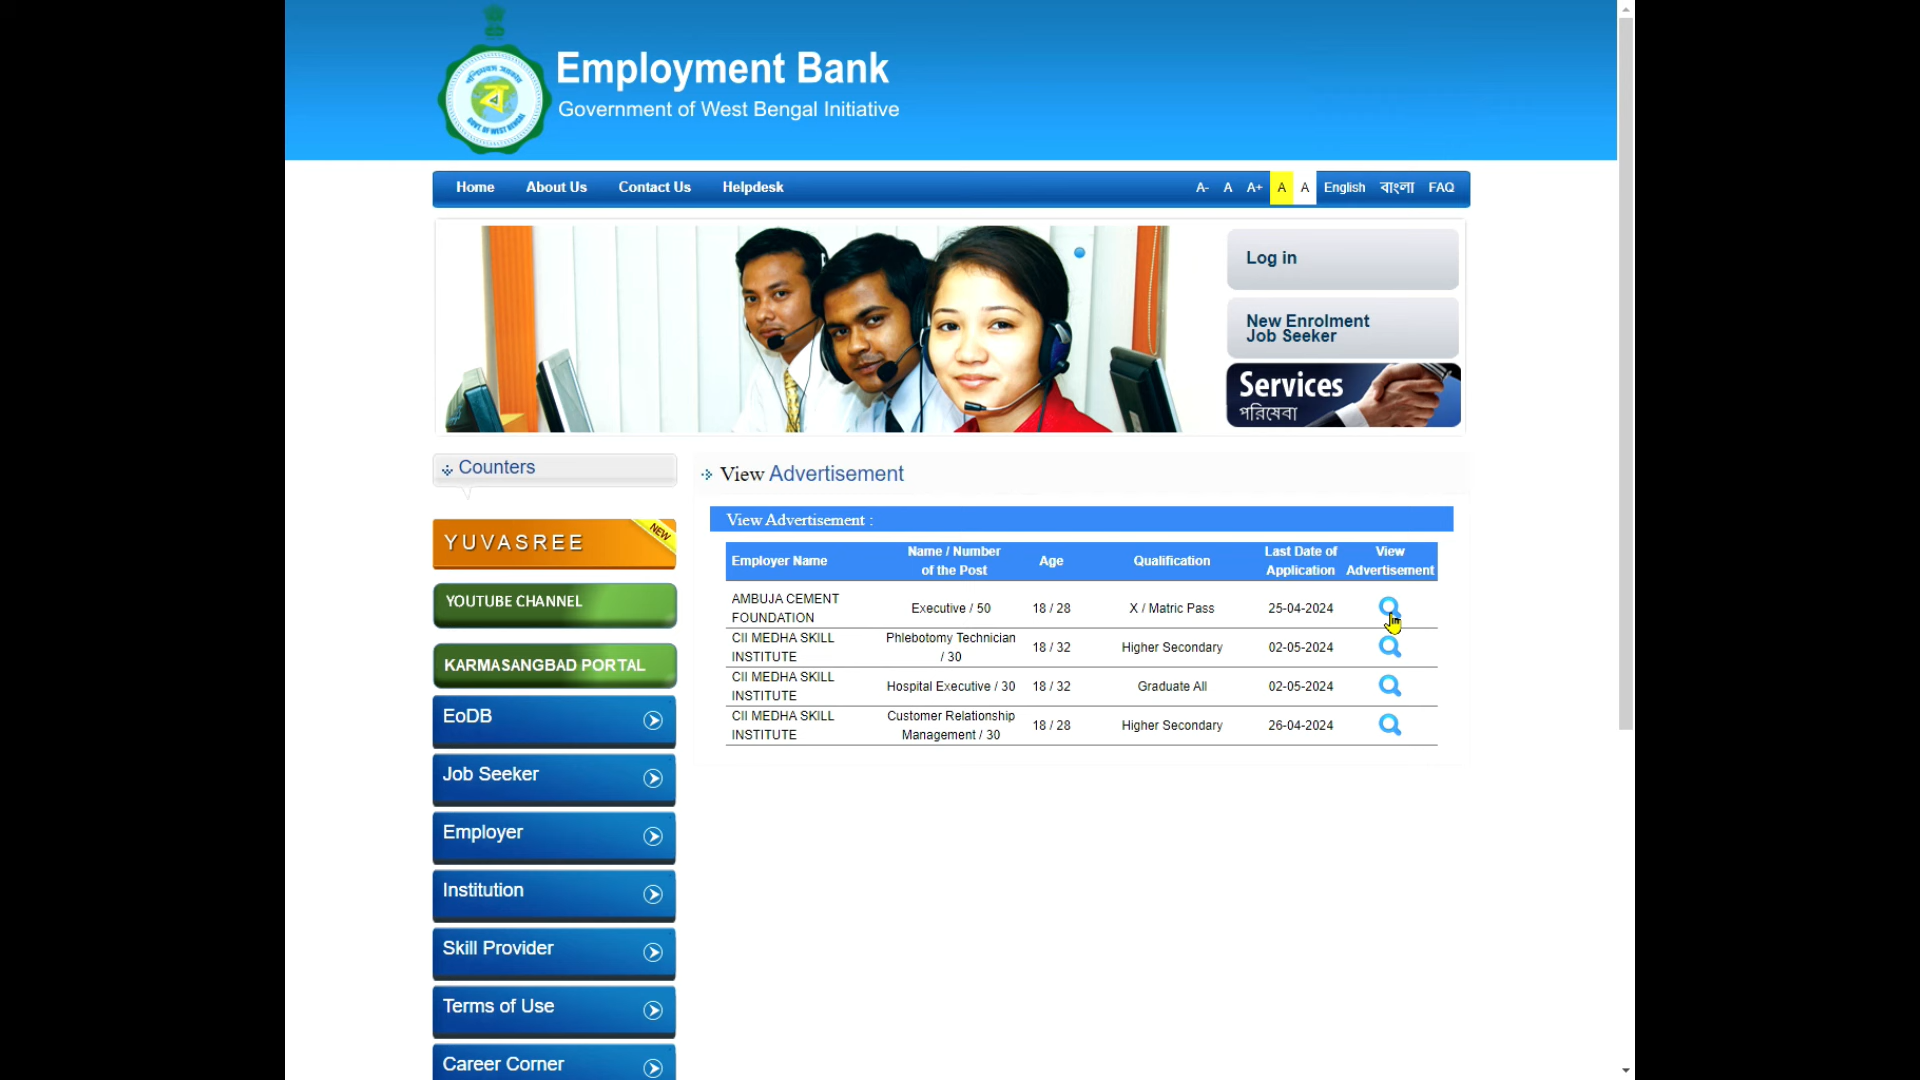 Employment Bank
Government of West Bengal Initiative
GOVT. OF WEST BENGAL
Home About Us Contact Us Helpdesk A- A A+ A A English বাংলা FAQ
Log in
New Enrolment
Job Seeker
Services
পরিষেবা
Counters
YUVASREE
NEW
YOUTUBE CHANNEL
KARMASANGBAD PORTAL
EoDB
Job Seeker
Employer
Institution
Skill Provider
Terms of Use
Career Corner
View Advertisement
View Advertisement :
Employer Name Name / Number of the Post Age Qualification Last Date of Application View Advertisement
AMBUJA CEMENT FOUNDATION Executive / 50 18 / 28 X / Matric Pass 25-04-2024
CII MEDHA SKILL INSTITUTE Phlebotomy Technician / 30 18 / 32 Higher Secondary 02-05-2024
CII MEDHA SKILL INSTITUTE Hospital Executive / 30 18 / 32 Graduate All 02-05-2024
CII MEDHA SKILL INSTITUTE Customer Relationship Management / 30 18 / 28 Higher Secondary 26-04-2024